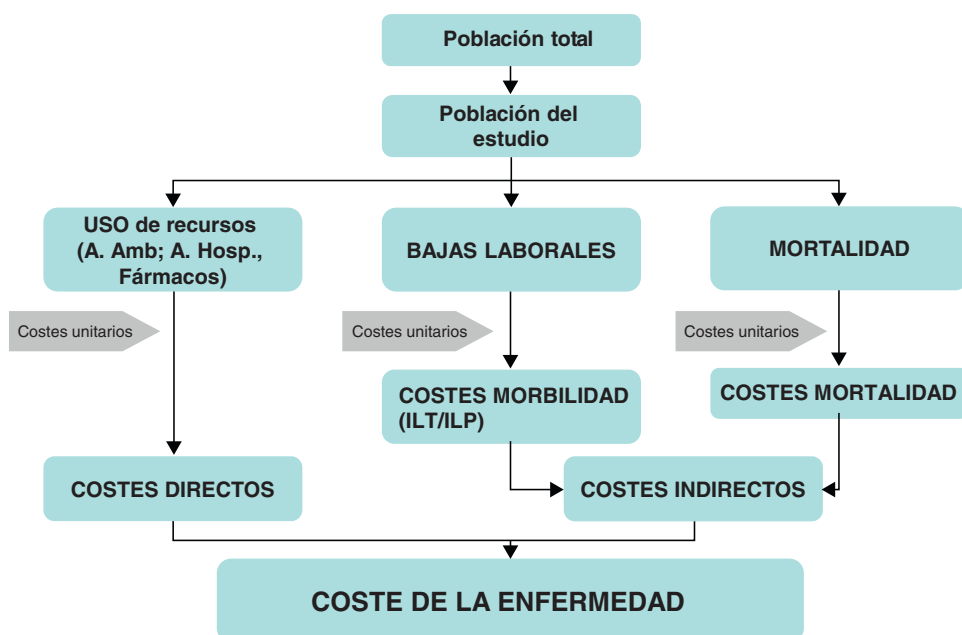 Población total
Población del
estudio
USO de recursos
(A. Amb; A. Hosp.,
Fármacos)
BAJAS LABORALES
MORTALIDAD
Costes unitarios
Costes unitarios
Costes unitarios
COSTES MORBILIDAD
(ILT/ILP)
COSTES MORTALIDAD
COSTES DIRECTOS
COSTES INDIRECTOS
COSTE DE LA ENFERMEDAD